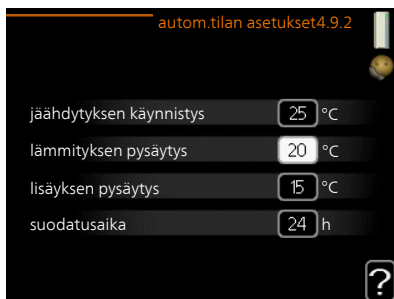 autom.tilan asetukset4.9.2
jäähdytyksen käynnistys 25 °C
lämmityksen pysäytys 20 °C
lisäyksen pysäytys 15 °C
suodatusaika 24 h
?